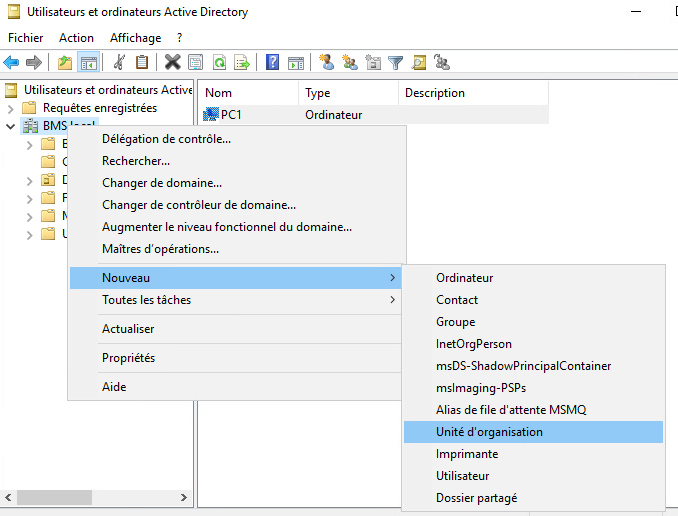 Utilisateurs et ordinateurs Active Directory
Fichier Action Affichage ?
Utilisateurs et ordinateurs Active
Requêtes enregistrées
BMS.local
Nom Type Description
PC1 Ordinateur
Délégation de contrôle...
Rechercher...
Changer de domaine...
Changer de contrôleur de domaine...
Augmenter le niveau fonctionnel du domaine...
Maîtres d'opérations...
Nouveau
Toutes les tâches
Actualiser
Propriétés
Aide
Ordinateur
Contact
Groupe
InetOrgPerson
msDS-ShadowPrincipalContainer
msImaging-PSPs
Alias de file d'attente MSMQ
Unité d'organisation
Imprimante
Utilisateur
Dossier partagé